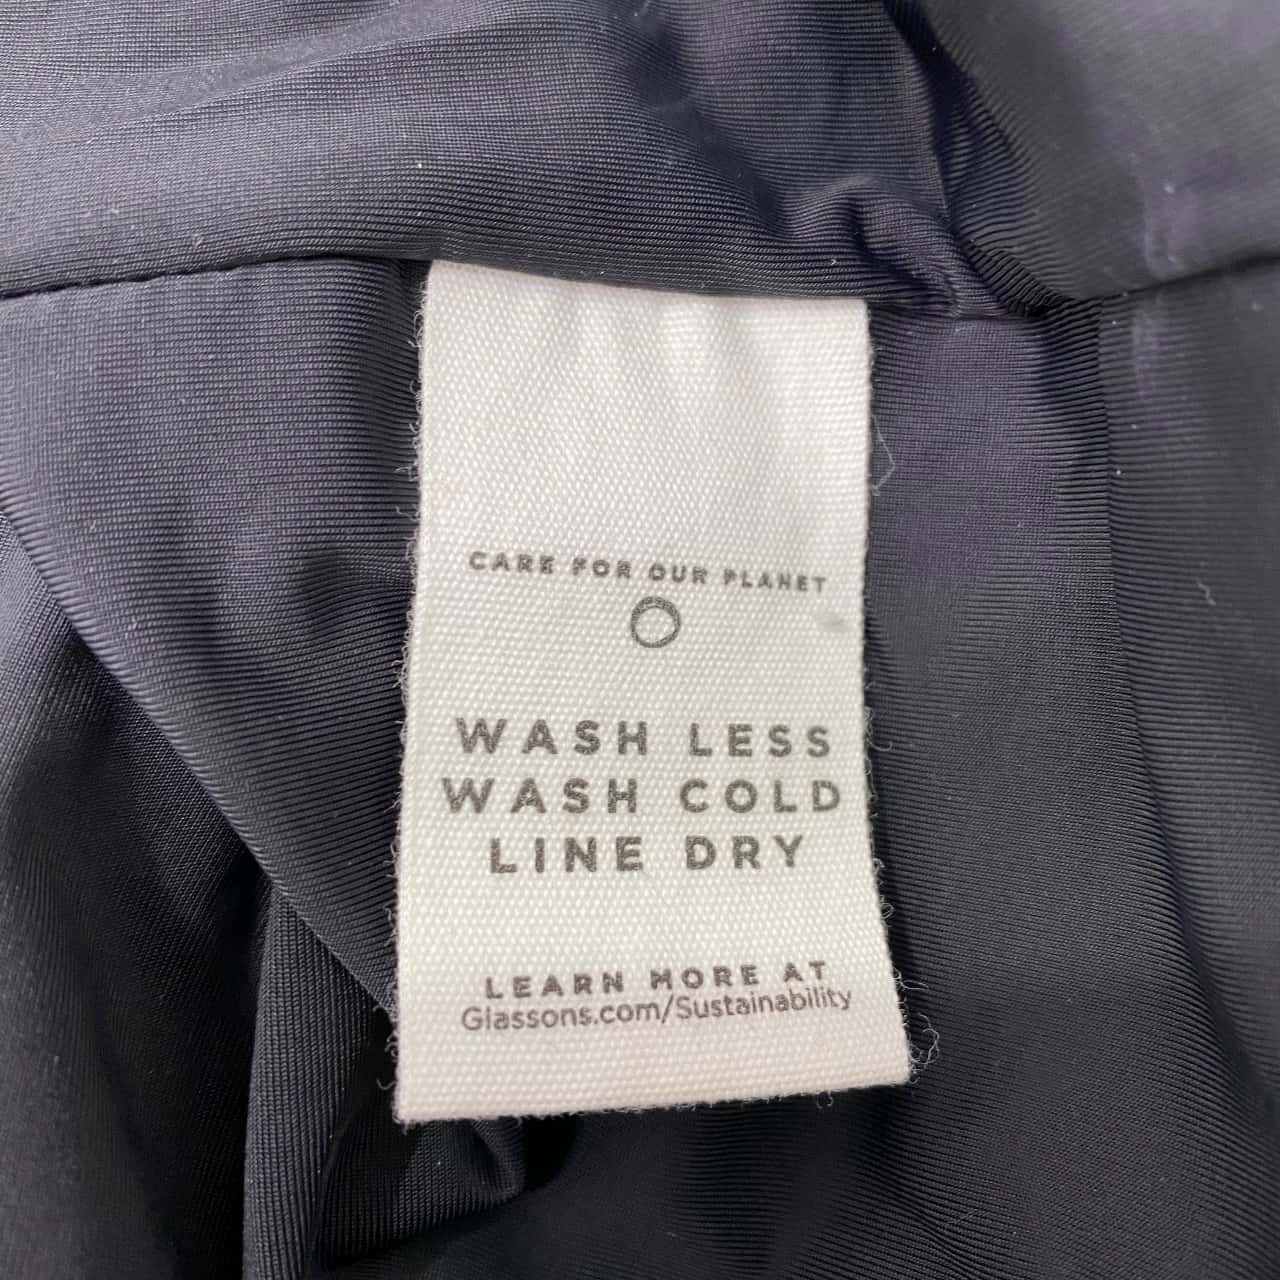 CARE FOR OUR PLANET
WASH LESS
WASH COLD
LINE DRY
LEARN MORE AT
Glassons.com/Sustainability